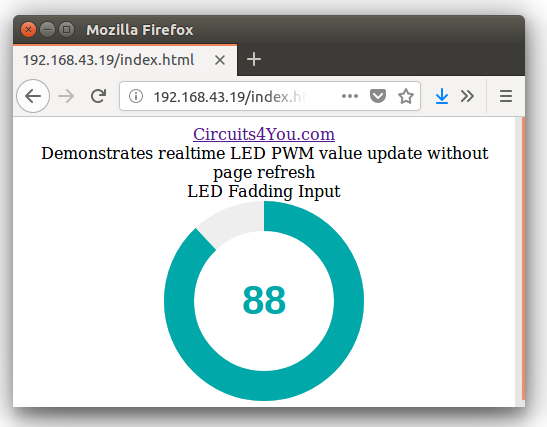 Mozilla Firefox
192.168.43.19/index.html
192.168.43.19/index.h
Circuits4You.com
Demonstrates realtime LED PWM value update without
page refresh
LED Fadding Input
88